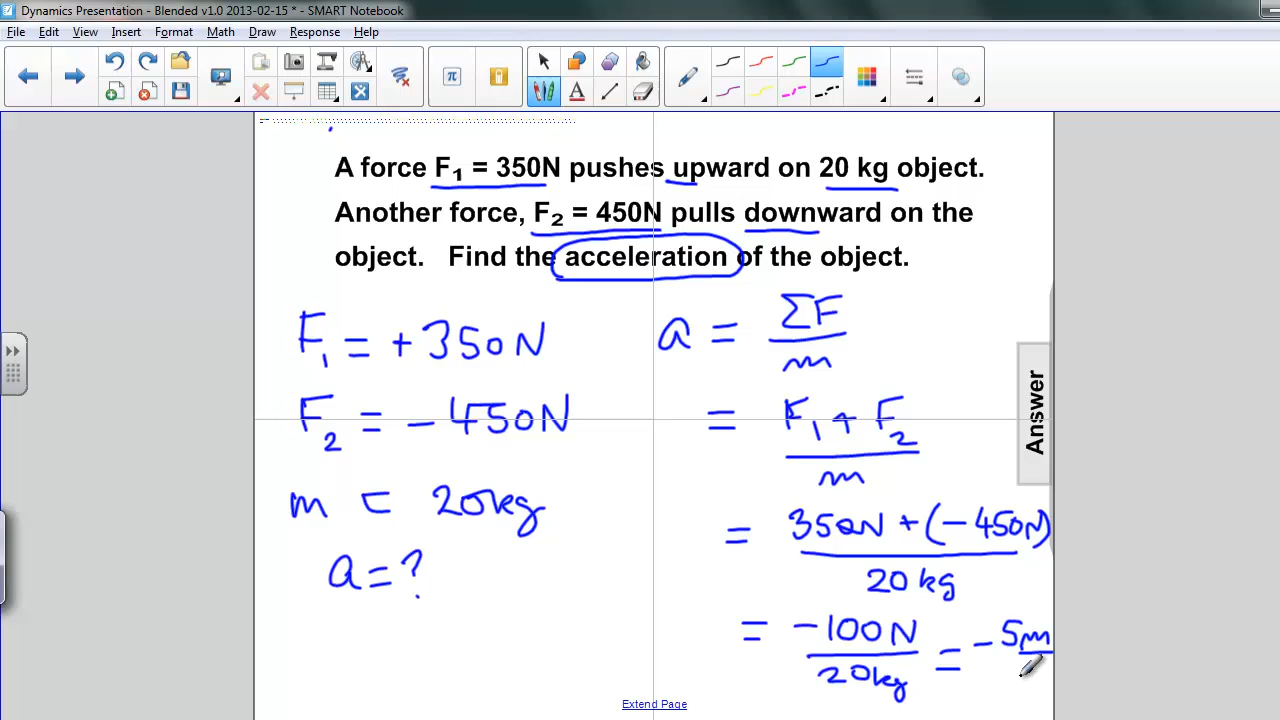 Dynamics Presentation - Blended v1.0 2013-02-15 * - SMART Notebook
File Edit View Insert Format Math Draw Response Help
π
A
A force F₁ = 350N pushes upward on 20 kg object.
Another force, F₂ = 450N pulls downward on the
object. Find the acceleration of the object.
F₁ = +350N
F₂ = -450N
m = 20kg
a = ?
a = ΣF
m
= F₁ + F₂
m
= 350N + (-450N)
20 kg
= -100N = -5m
20kg
Answer
Extend Page